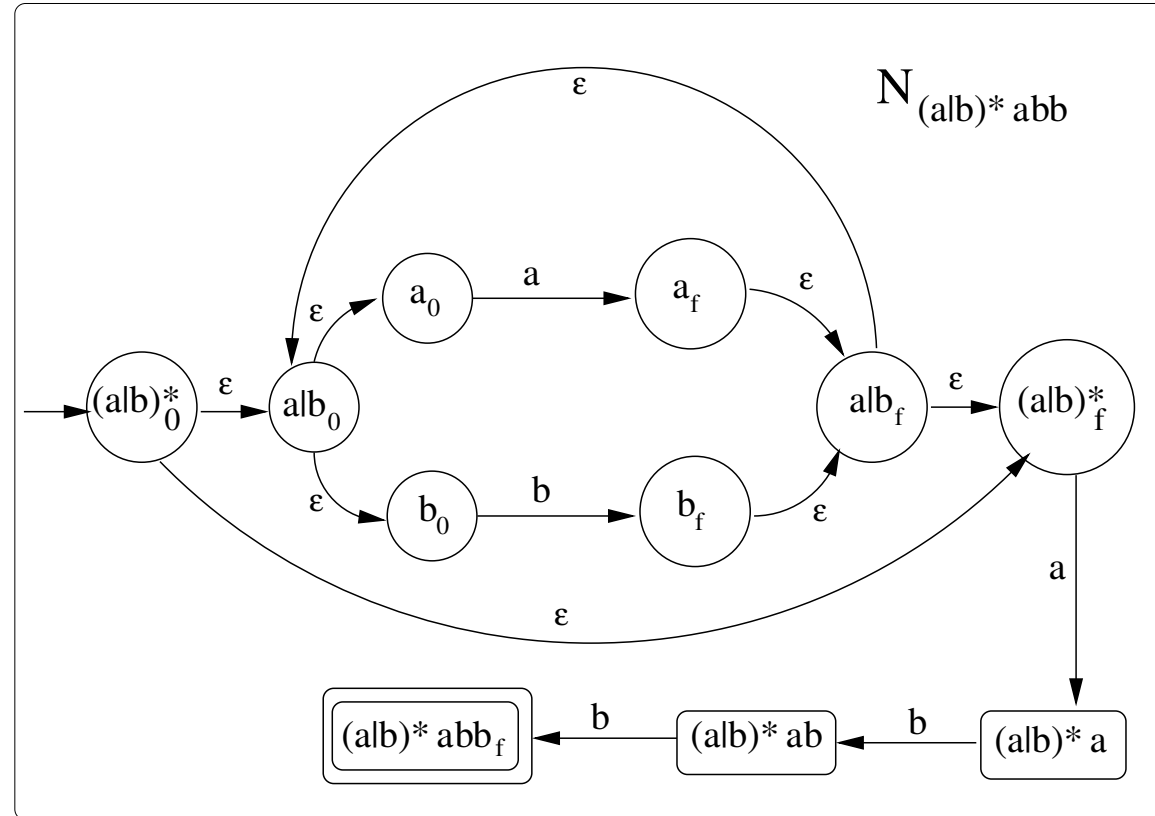 ε
N(a|b)* abb
a0
a
af
ε
ε
(a|b)*0
ε
a|b0
a|bf
ε
(a|b)*f
ε
b0
b
bf
ε
a
ε
(a|b)* abbf
b
(a|b)* ab
b
(a|b)* a